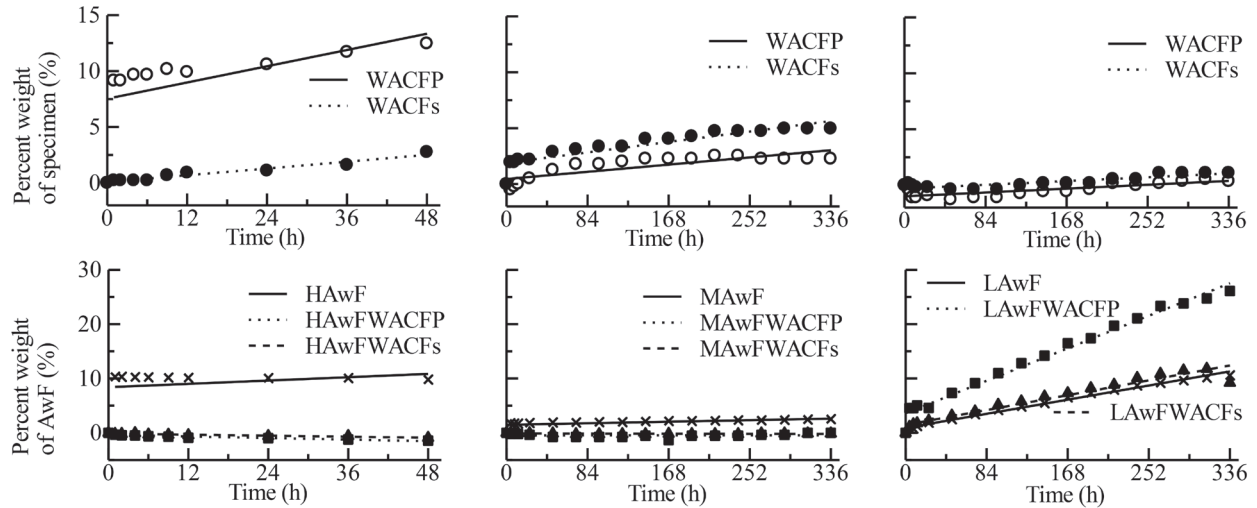 Percent weight
of specimen (%)
15
10
5
0
WACFP
WACFs
0 12 24 36 48
Time (h)
WACFP
WACFs
0 84 168 252 336
Time (h)
WACFP
WACFs
0 84 168 252 336
Time (h)
Percent weight
of AwF (%)
30
20
10
0
HAwF
HAwFWACFP
HAwFWACFs
0 12 24 36 48
Time (h)
MAwF
MAwFWACFP
MAwFWACFs
0 84 168 252 336
Time (h)
LAwF
LAwFWACFP
LAwFWACFs
0 84 168 252 336
Time (h)